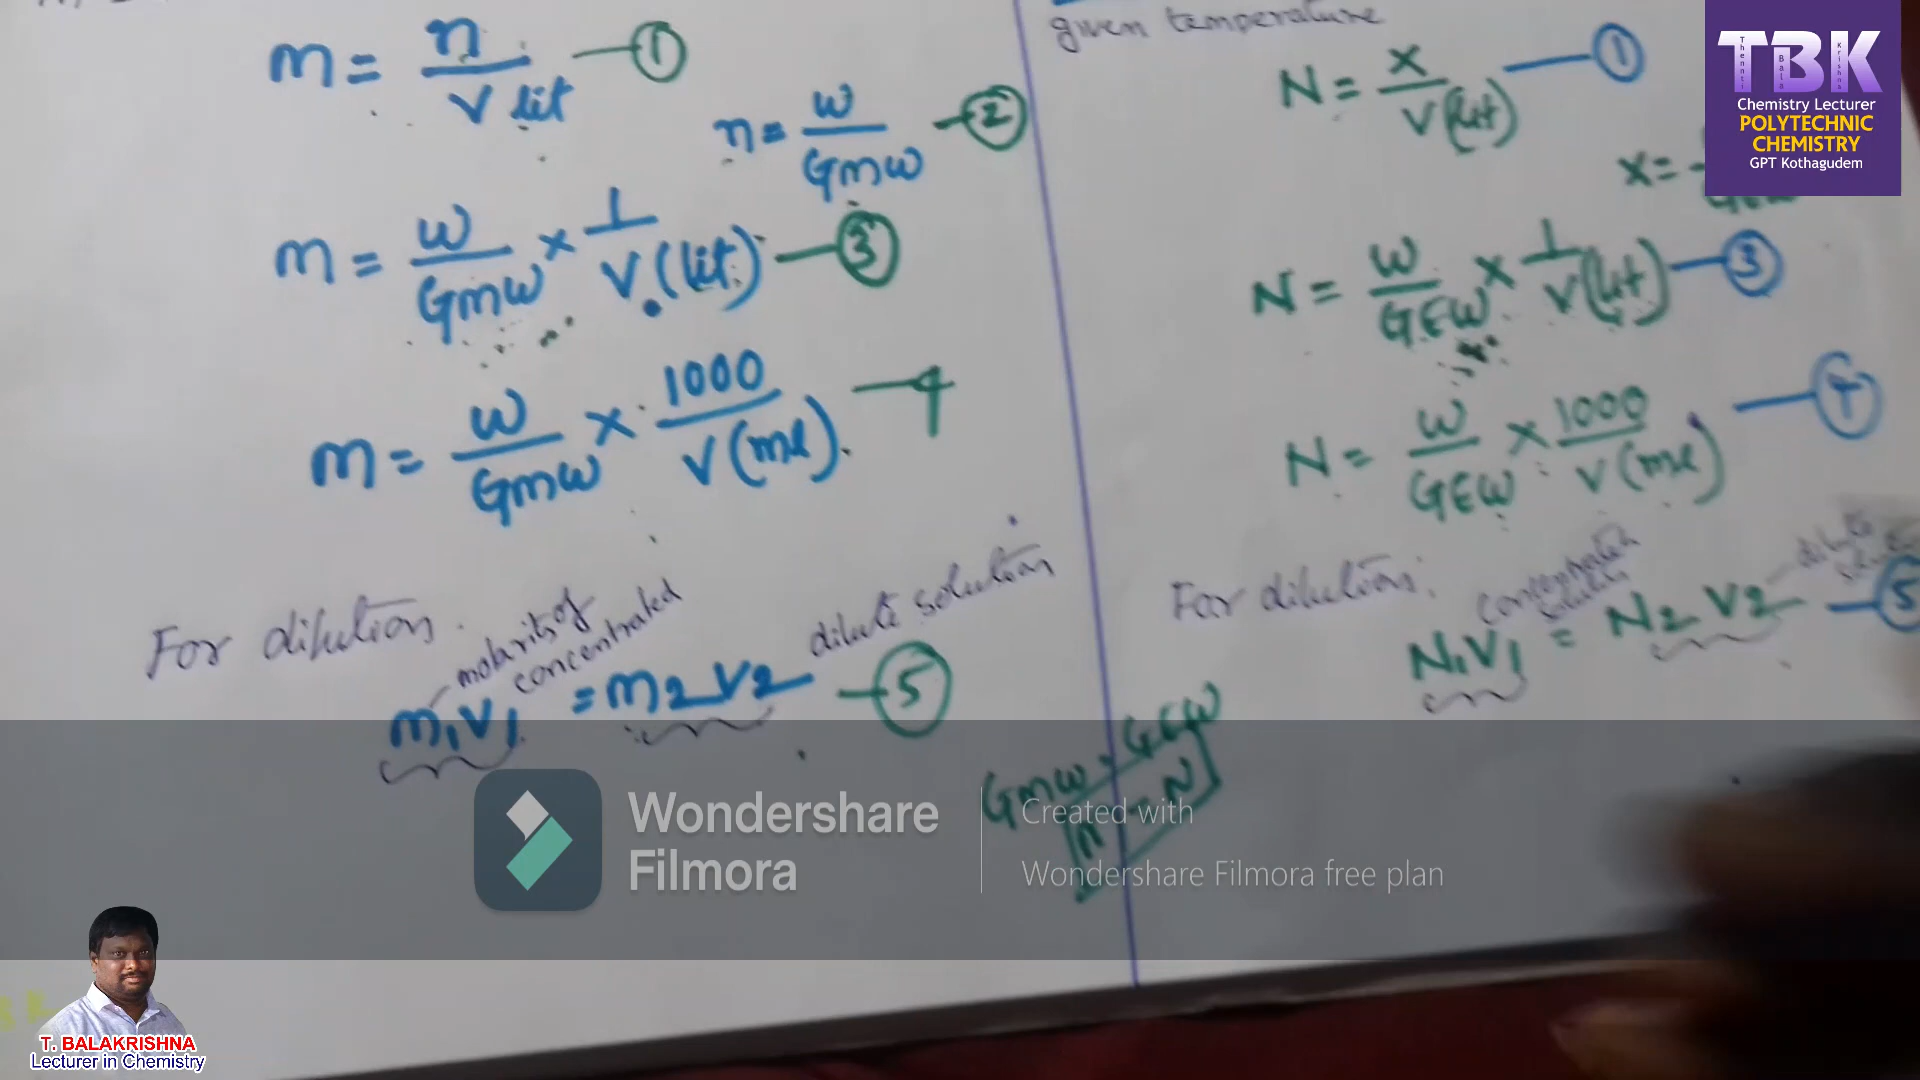 m = n / V lit — ①
n = w / GMW — ②
m = w / GMW × 1 / V (lit) — ③
m = w / GMW × 1000 / V (ml) — 4
For dilution
molarity of concentrated
dilute solution
m1V1 = m2V2 — ⑤
GMW GEW
N
given temperature
N = x / V (lit) — ①
x =
N = w / GEW × 1 / V (lit) — ③
N = w / GEW × 1000 / V (ml) — 4
For dilution:
concentrated
N1V1 = N2V2 — 5
TBK
Chemistry Lecturer
POLYTECHNIC
CHEMISTRY
GPT Kothagudem
Wondershare
Filmora
Created with
Wondershare Filmora free plan
T. BALAKRISHNA
Lecturer in Chemistry